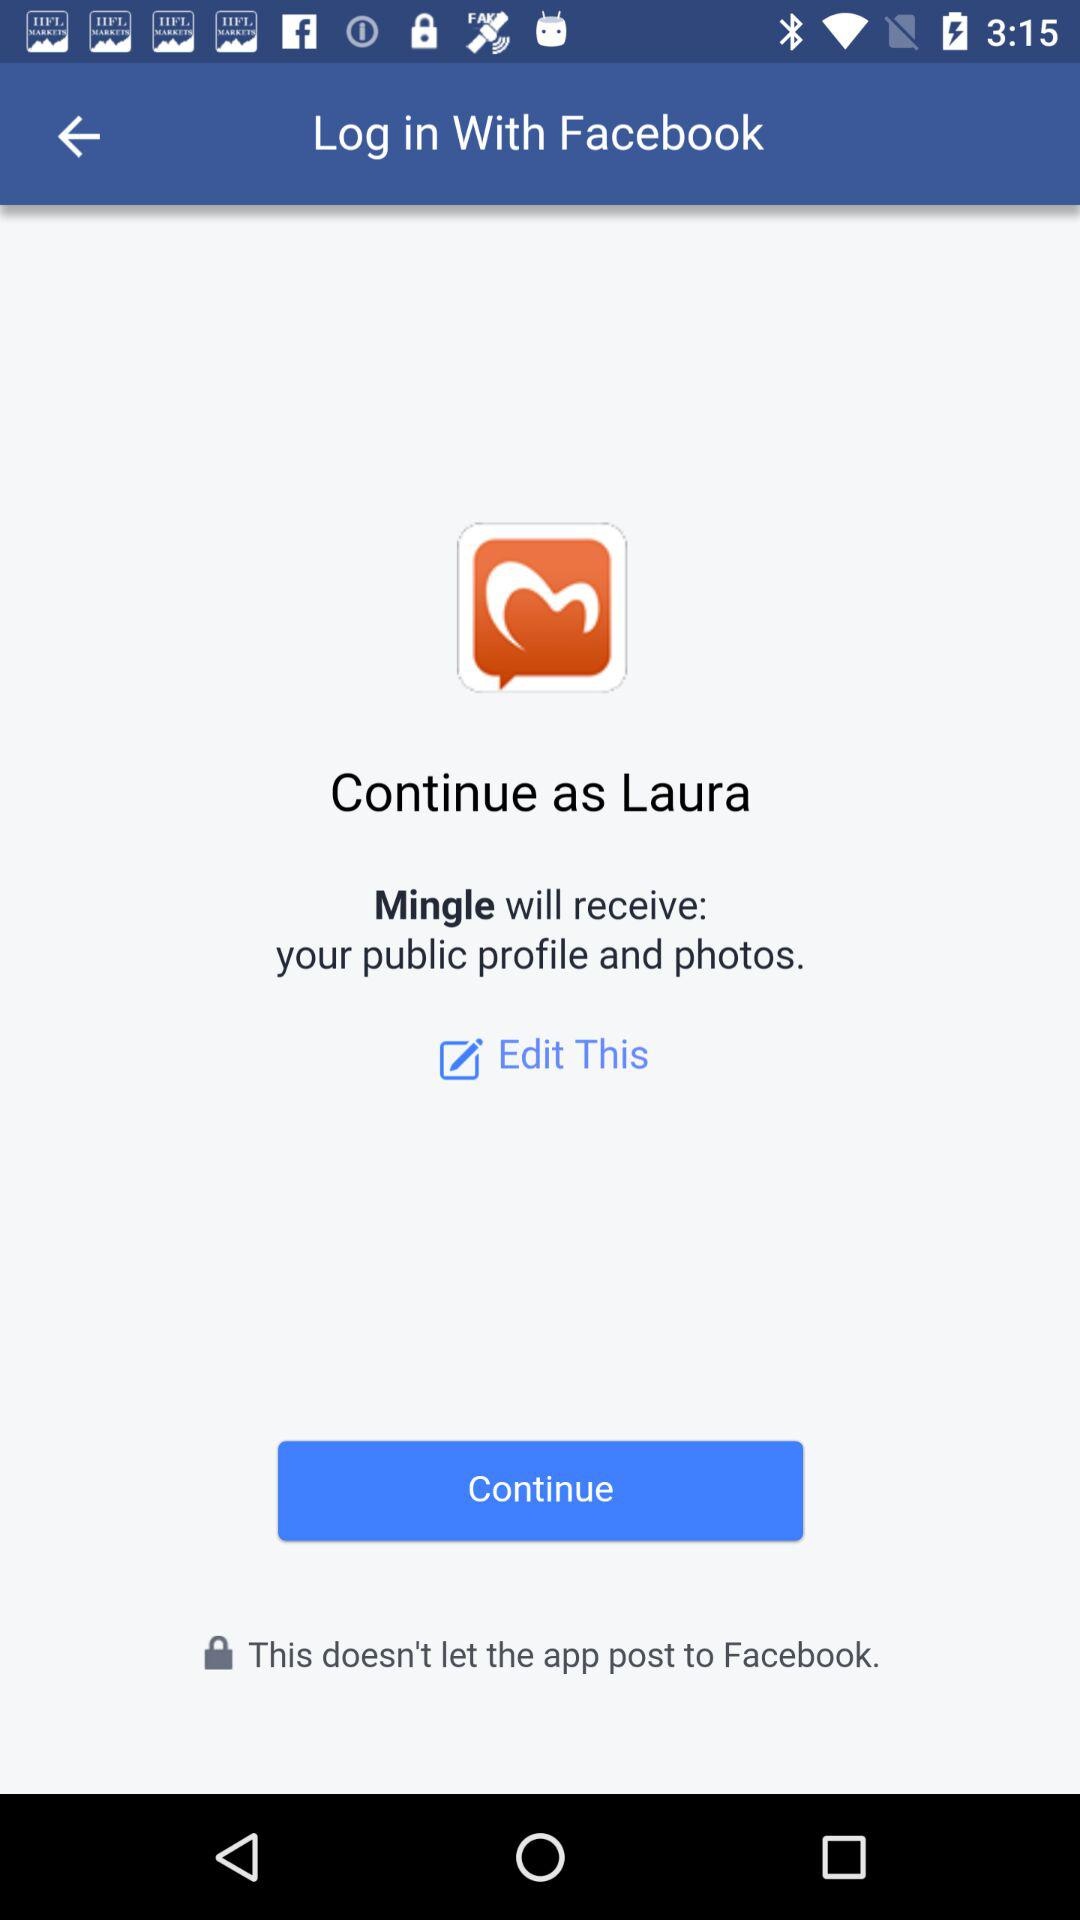 IIFL MARKETS IIFL MARKETS IIFL MARKETS IIFL MARKETS FAKE 3:15
Log in With Facebook
Continue as Laura
Mingle will receive:
your public profile and photos.
Edit This
Continue
This doesn't let the app post to Facebook.